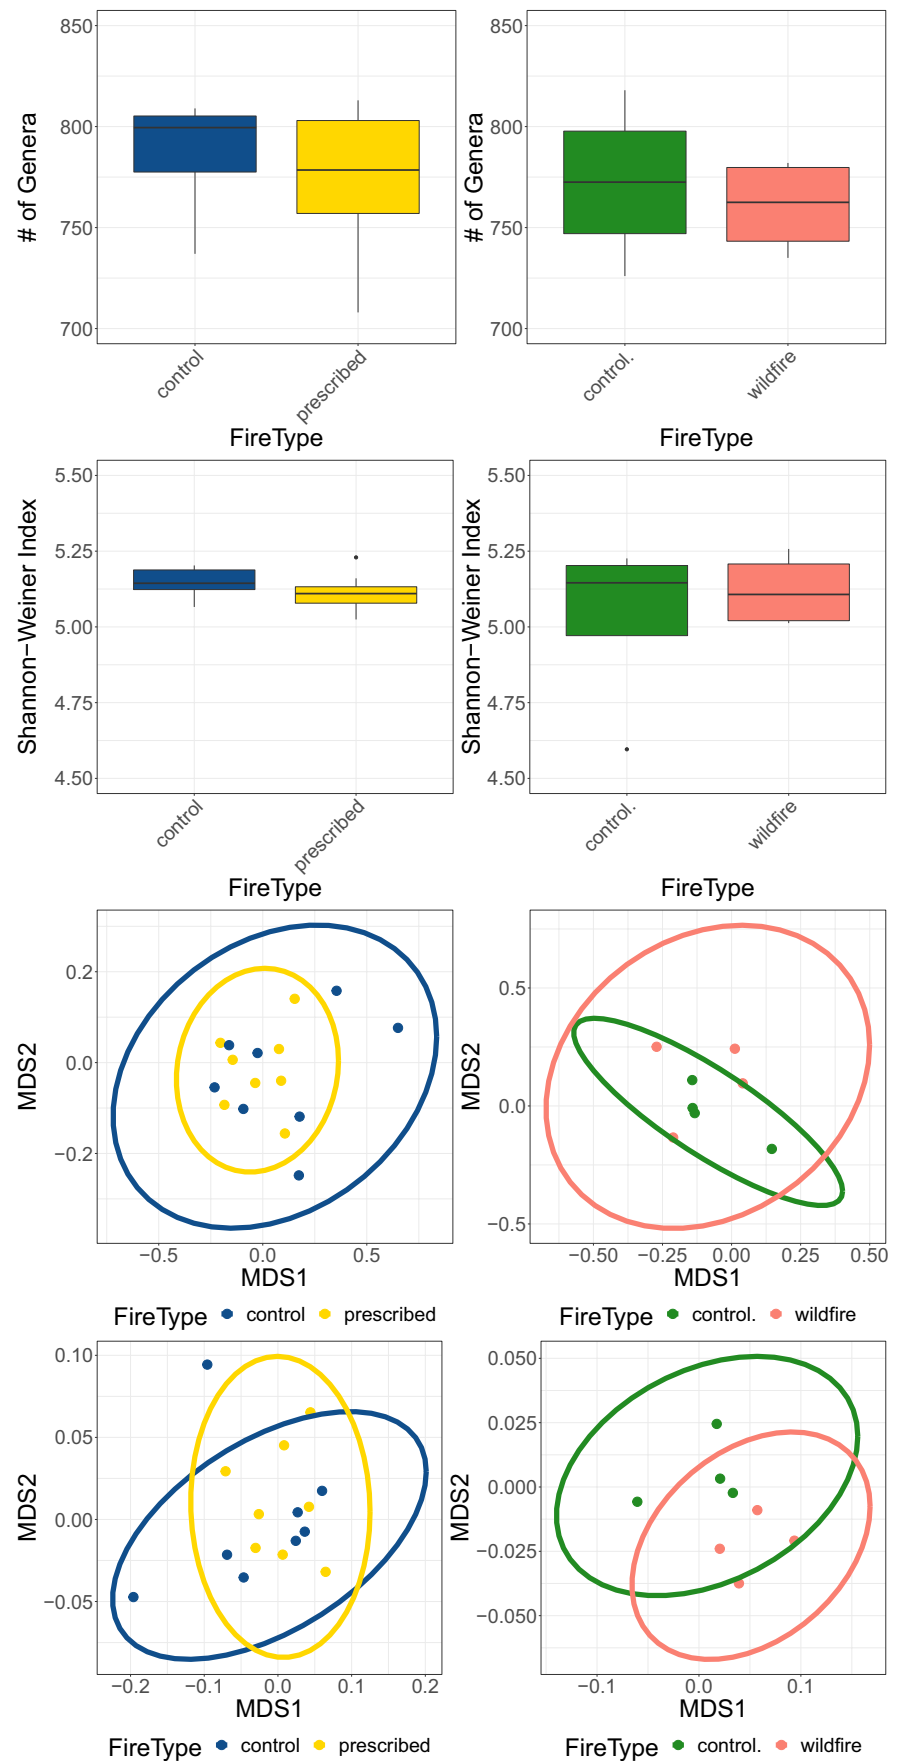 850
800
750
700
# of Genera
control
prescribed
FireType
850
800
750
700
# of Genera
control.
wildfire
FireType
5.50
5.25
5.00
4.75
4.50
Shannon−Weiner Index
control
prescribed
FireType
5.50
5.25
5.00
4.75
4.50
Shannon−Weiner Index
control.
wildfire
FireType
0.2
0.0
−0.2
MDS2
−0.5 0.0 0.5
MDS1
FireType control prescribed
0.5
0.0
−0.5
MDS2
−0.50 −0.25 0.00 0.25 0.50
MDS1
FireType control. wildfire
0.10
0.05
0.00
−0.05
MDS2
−0.2 −0.1 0.0 0.1 0.2
MDS1
FireType control prescribed
0.050
0.025
0.000
−0.025
−0.050
MDS2
−0.1 0.0 0.1
MDS1
FireType control. wildfire